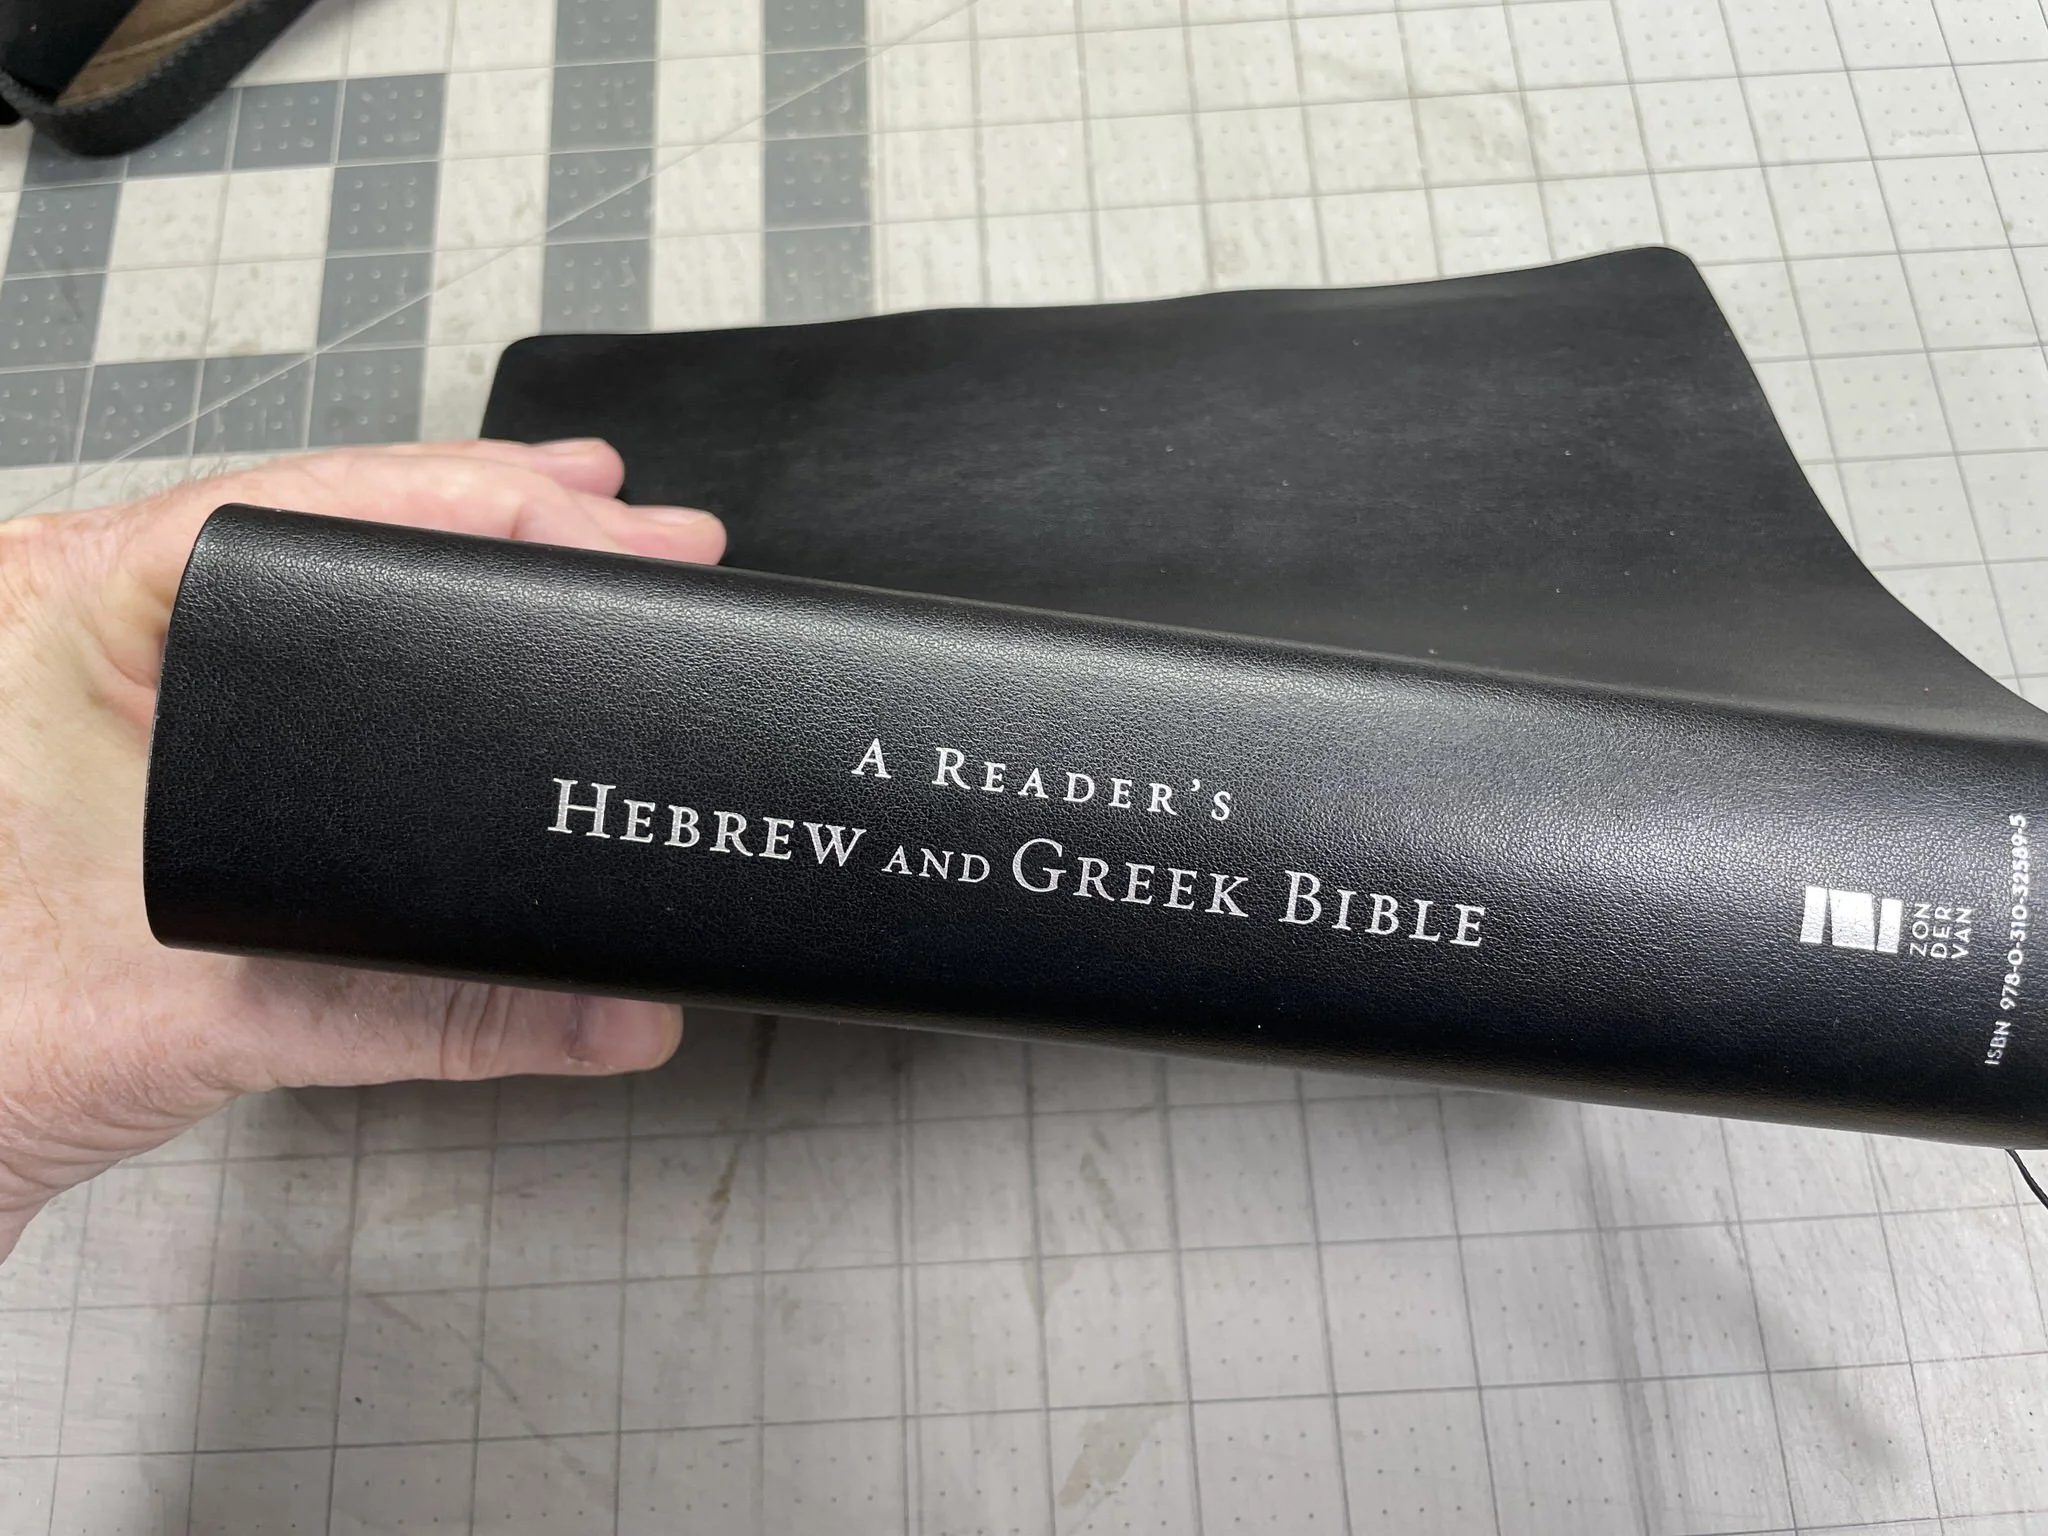 A READER'S
HEBREW AND GREEK BIBLE
ZON
DER
VAN
ISBN 978-0-310-32589-5